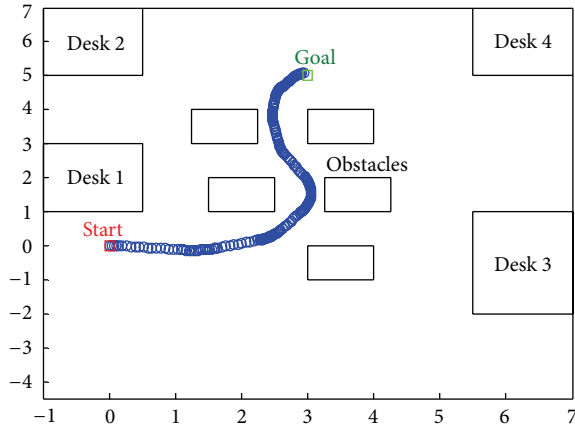 7
Desk 2
Goal
Desk 4
6
5
4
3
Obstacles
2
Desk 1
1
Start
0
Desk 3
−1
−2
−3
−4
−1 0 1 2 3 4 5 6 7